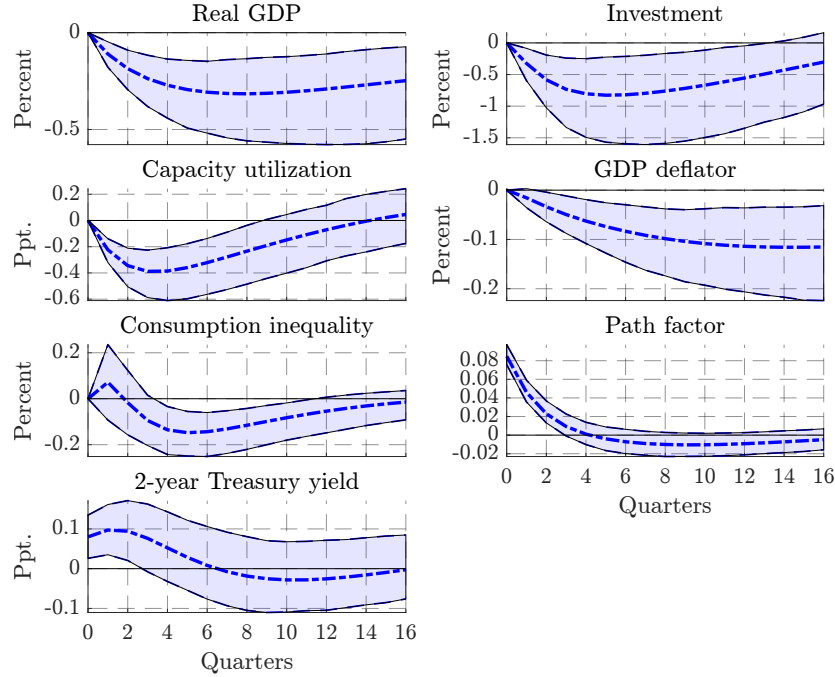 Real GDP
Percent
0
-0.5
Investment
Percent
0
-0.5
-1
-1.5
Capacity utilization
Ppt.
0.2
0
-0.2
-0.4
-0.6
GDP deflator
Percent
0
-0.1
-0.2
Consumption inequality
Percent
0.2
0
-0.2
Path factor
0.08
0.06
0.04
0.02
0
-0.02
0 2 4 6 8 10 12 14 16
Quarters
2-year Treasury yield
Ppt.
0.1
0
-0.1
0 2 4 6 8 10 12 14 16
Quarters